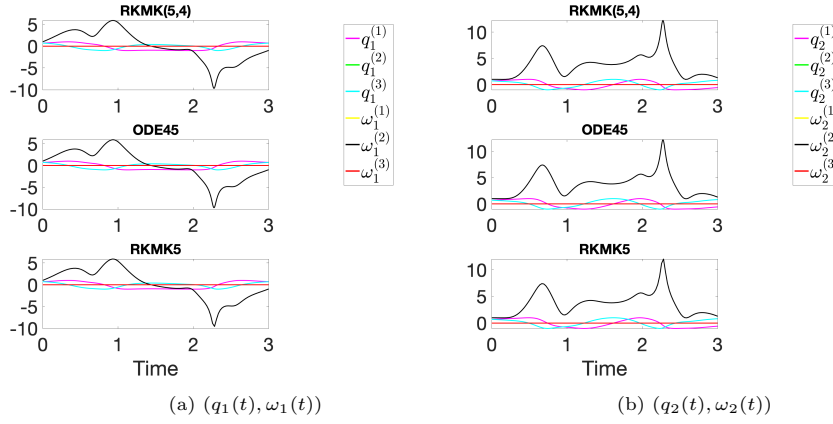 RKMK(5,4)
5
0
-5
-10
0 1 2 3
ODE45
5
0
-5
-10
0 1 2 3
RKMK5
5
0
-5
-10
0 1 2 3
Time
q_1^{(1)}
q_1^{(2)}
q_1^{(3)}
ω_1^{(1)}
ω_1^{(2)}
ω_1^{(3)}
(a) (q_1(t), ω_1(t))
RKMK(5,4)
10
5
0
0 1 2 3
ODE45
10
5
0
0 1 2 3
RKMK5
10
5
0
0 1 2 3
Time
q_2^{(1)}
q_2^{(2)}
q_2^{(3)}
ω_2^{(1
ω_2^{(2
ω_2^{(3
(b) (q_2(t), ω_2(t))